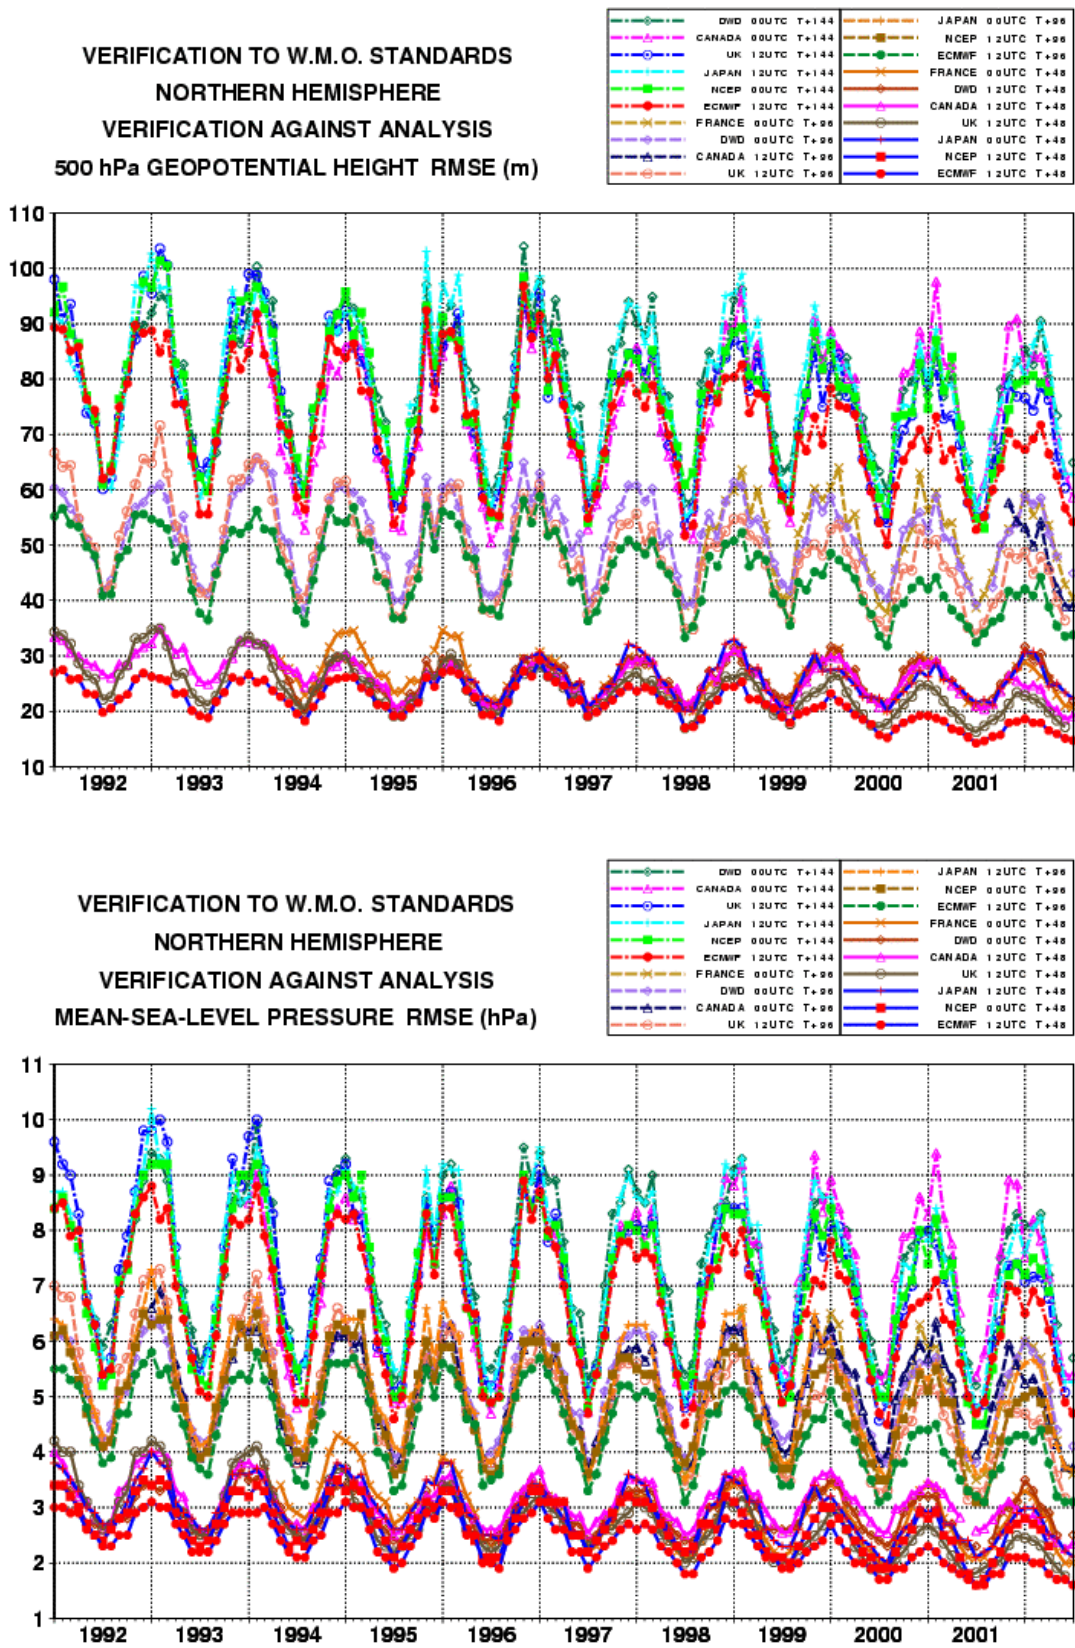 VERIFICATION TO W.M.O. STANDARDS
NORTHERN HEMISPHERE
VERIFICATION AGAINST ANALYSIS
500 hPa GEOPOTENTIAL HEIGHT RMSE (m)
DWD 00UTC T+144
CANADA 00UTC T+144
UK 12UTC T+144
JAPAN 12UTC T+144
NCEP 00UTC T+144
ECMWF 12UTC T+144
FRANCE 00UTC T+96
DWD 00UTC T+96
CANADA 12UTC T+96
UK 12UTC T+96
JAPAN 00UTC T+96
NCEP 12UTC T+96
ECMWF 12UTC T+96
FRANCE 00UTC T+48
DWD 12UTC T+48
CANADA 12UTC T+48
UK 12UTC T+48
JAPAN 00UTC T+48
NCEP 12UTC T+48
ECMWF 12UTC T+48
110
100
90
80
70
60
50
40
30
20
10
1992 1993 1994 1995 1996 1997 1998 1999 2000 2001
VERIFICATION TO W.M.O. STANDARDS
NORTHERN HEMISPHERE
VERIFICATION AGAINST ANALYSIS
MEAN-SEA-LEVEL PRESSURE RMSE (hPa)
DWD 00UTC T+144
CANADA 00UTC T+144
UK 12UTC T+144
JAPAN 12UTC T+144
NCEP 00UTC T+144
ECMWF 12UTC T+144
FRANCE 00UTC T+96
DWD 00UTC T+96
CANADA 00UTC T+96
UK 12UTC T+96
JAPAN 12UTC T+96
NCEP 00UTC T+96
ECMWF 12UTC T+96
FRANCE 00UTC T+48
DWD 00UTC T+48
CANADA 12UTC T+48
UK 12UTC T+48
JAPAN 12UTC T+48
NCEP 00UTC T+48
ECMWF 12UTC T+48
11
10
9
8
7
6
5
4
3
2
1
1992 1993 1994 1995 1996 1997 1998 1999 2000 2001